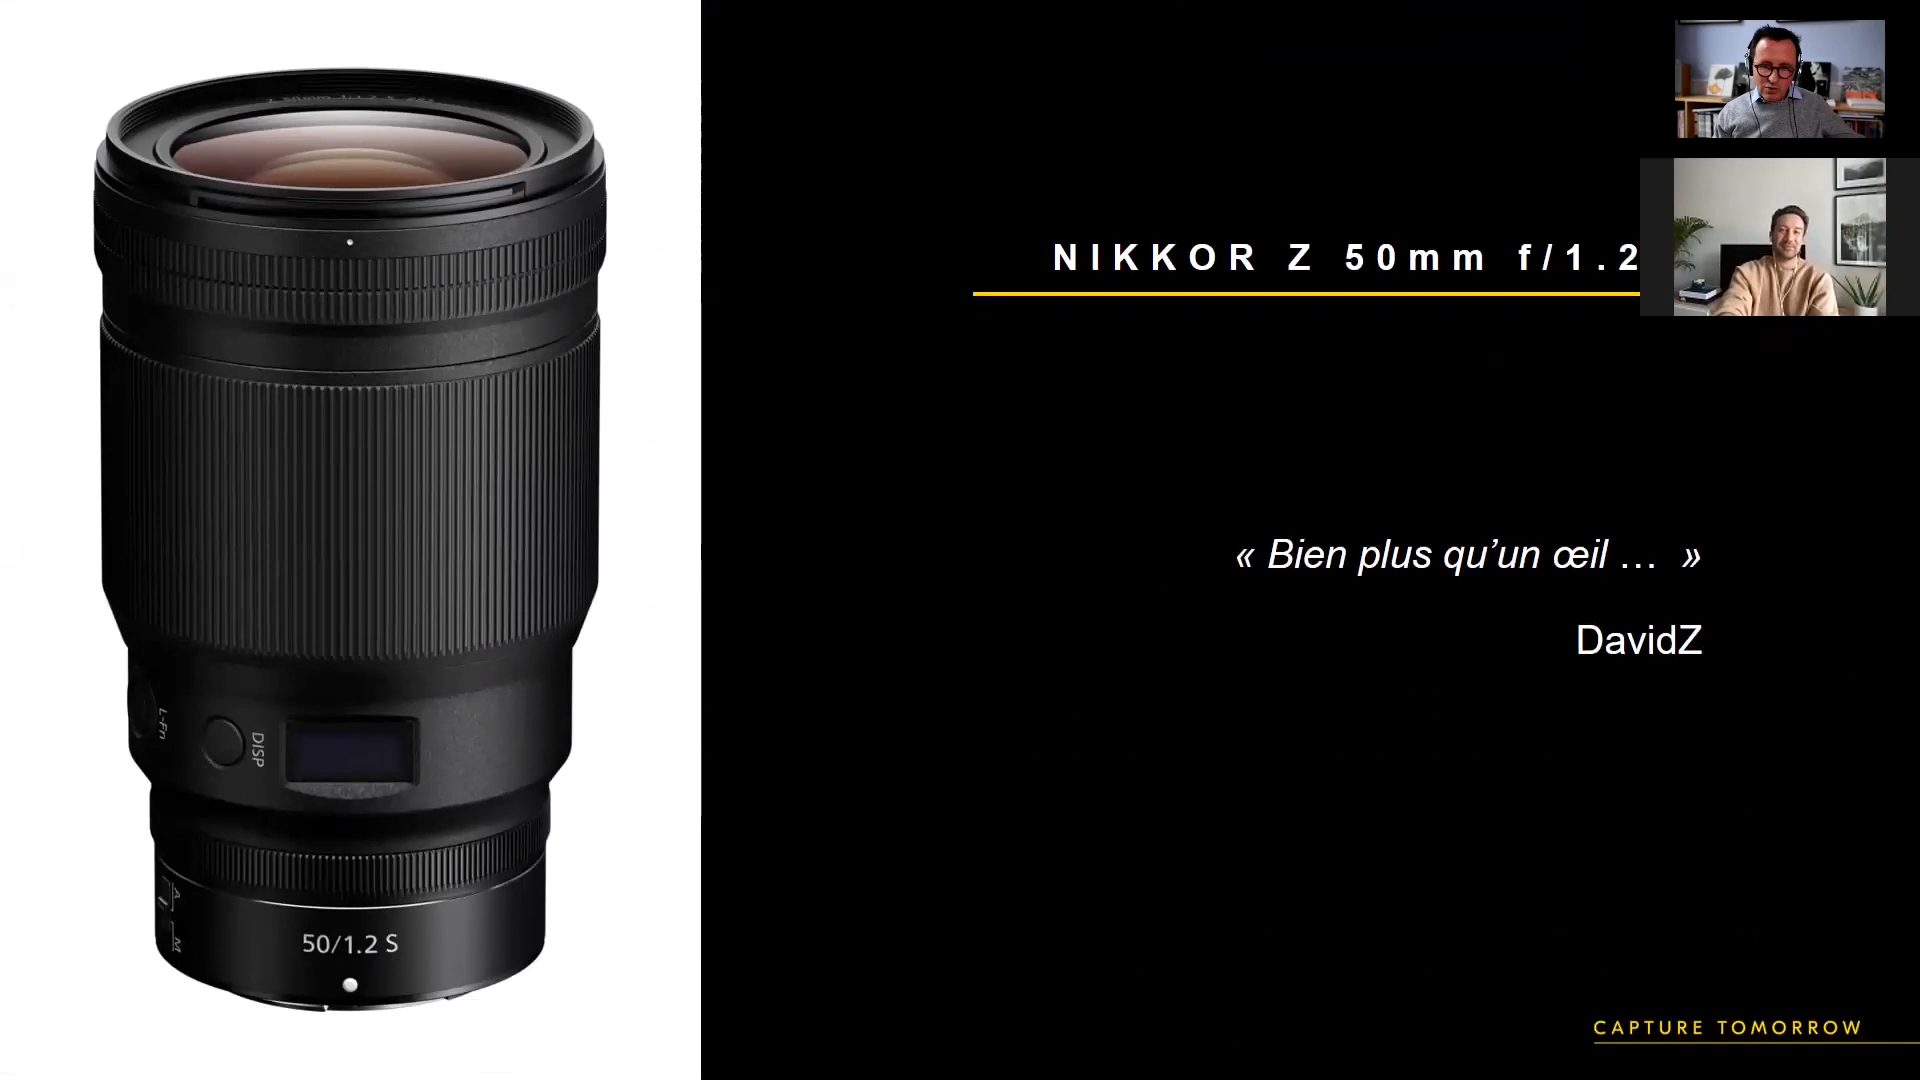 NIKKOR Z 50mm f/1.2
« Bien plus qu’un œil … »
DavidZ
L-Fn
DISP
A
M
50/1.2 S
CAPTURE TOMORROW